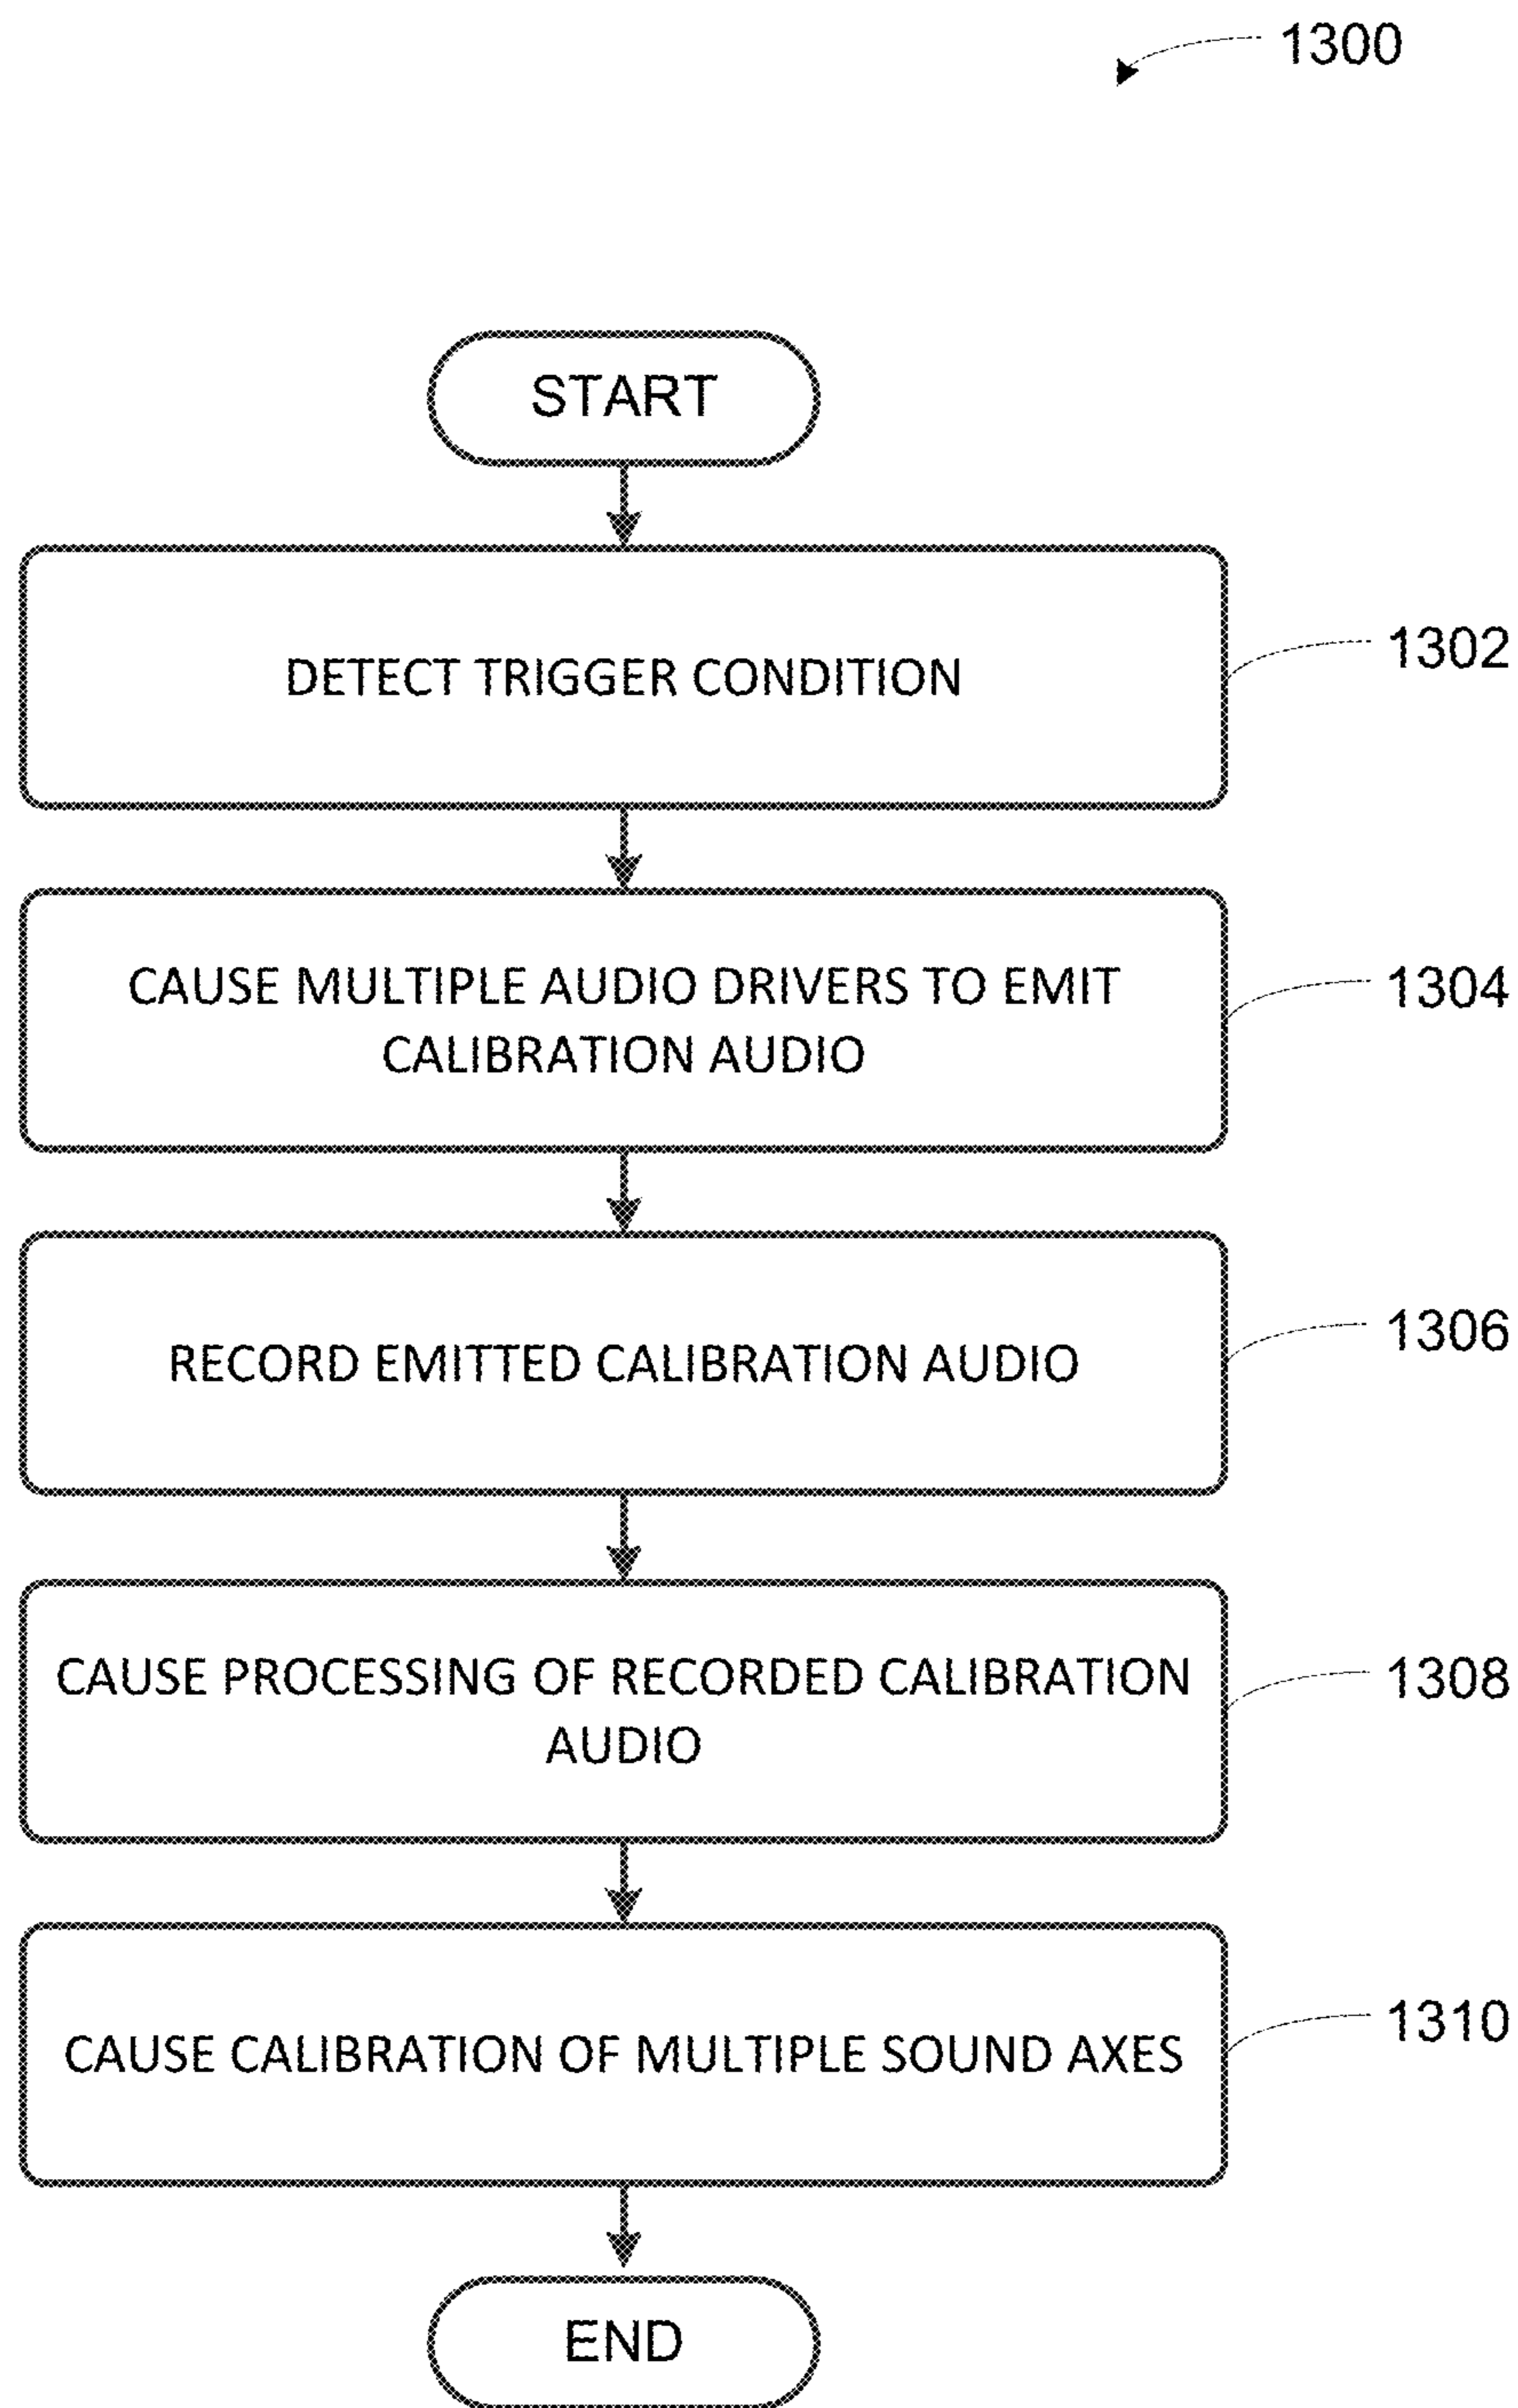 1300
START
DETECT TRIGGER CONDITION
1302
CAUSE MULTIPLE AUDIO DRIVERS TO EMIT
CALIBRATION AUDIO
1304
RECORD EMITTED CALIBRATION AUDIO
1306
CAUSE PROCESSING OF RECORDED CALIBRATION
AUDIO
1308
CAUSE CALIBRATION OF MULTIPLE SOUND AXES
1310
END